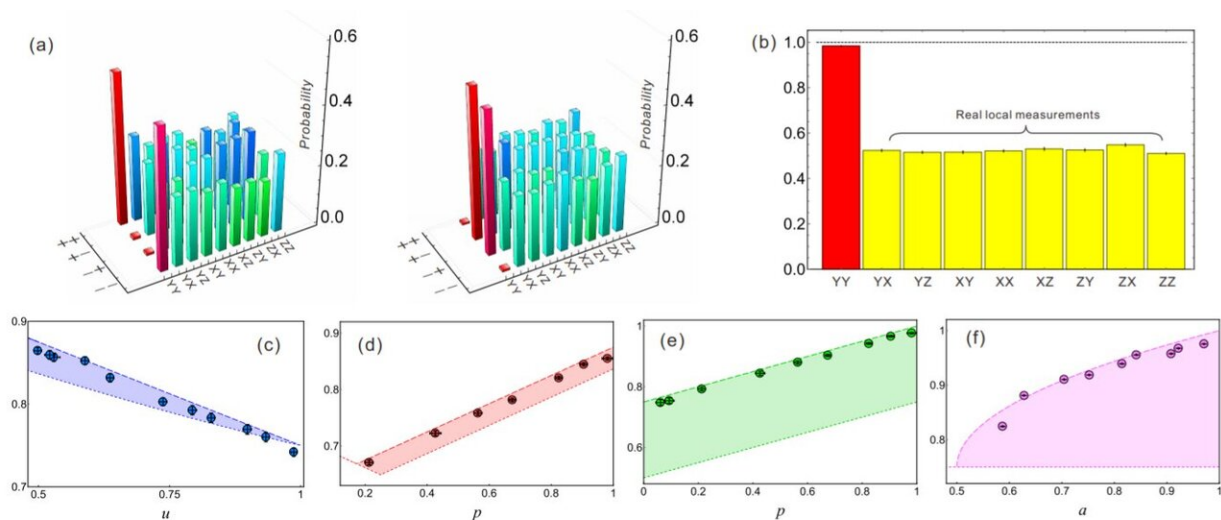 (a)
0.6
0.4
0.2
0.0
Probability
++
+−
−+
−−
YY
YX
YZ
XY
XX
XZ
ZY
ZX
ZZ
0.6
0.4
0.2
0.0
Probability
++
+−
−+
−−
YY
YX
YZ
XY
XX
XZ
ZY
ZX
ZZ
(b)
1.0
0.8
0.6
0.4
0.2
0.0
Real local measurements
YY YX YZ XY XX XZ ZY ZX ZZ
(c)
0.9
0.8
0.7
0.5 0.75 1
u
(d)
0.9
0.8
0.7
0.2 0.4 0.6 0.8 1
p
(e)
1
0.8
0.6
0 0.2 0.4 0.6 0.8 1
p
(f)
1
0.9
0.8
0.5 0.6 0.7 0.8 0.9 1
a